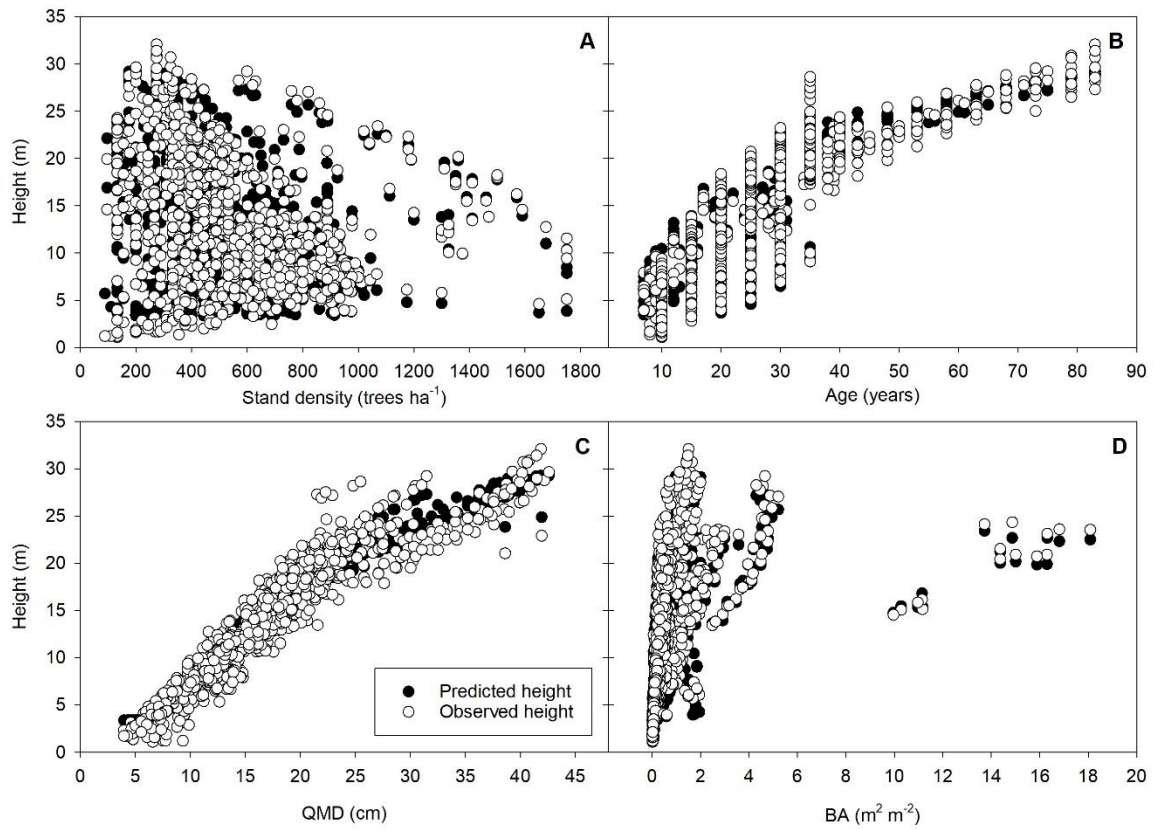 35
30
25
20
15
10
5
0
Height (m)
A
200 400 600 800 1000 1200 1400 1600 1800
Stand density (trees ha⁻¹)
B
10 20 30 40 50 60 70 80 90
Age (years)
35
30
25
20
15
10
5
0
Height (m)
C
Predicted height
Observed height
0 5 10 15 20 25 30 35 40 45
QMD (cm)
D
0 2 4 6 8 10 12 14 16 18 20
BA (m² m⁻²)